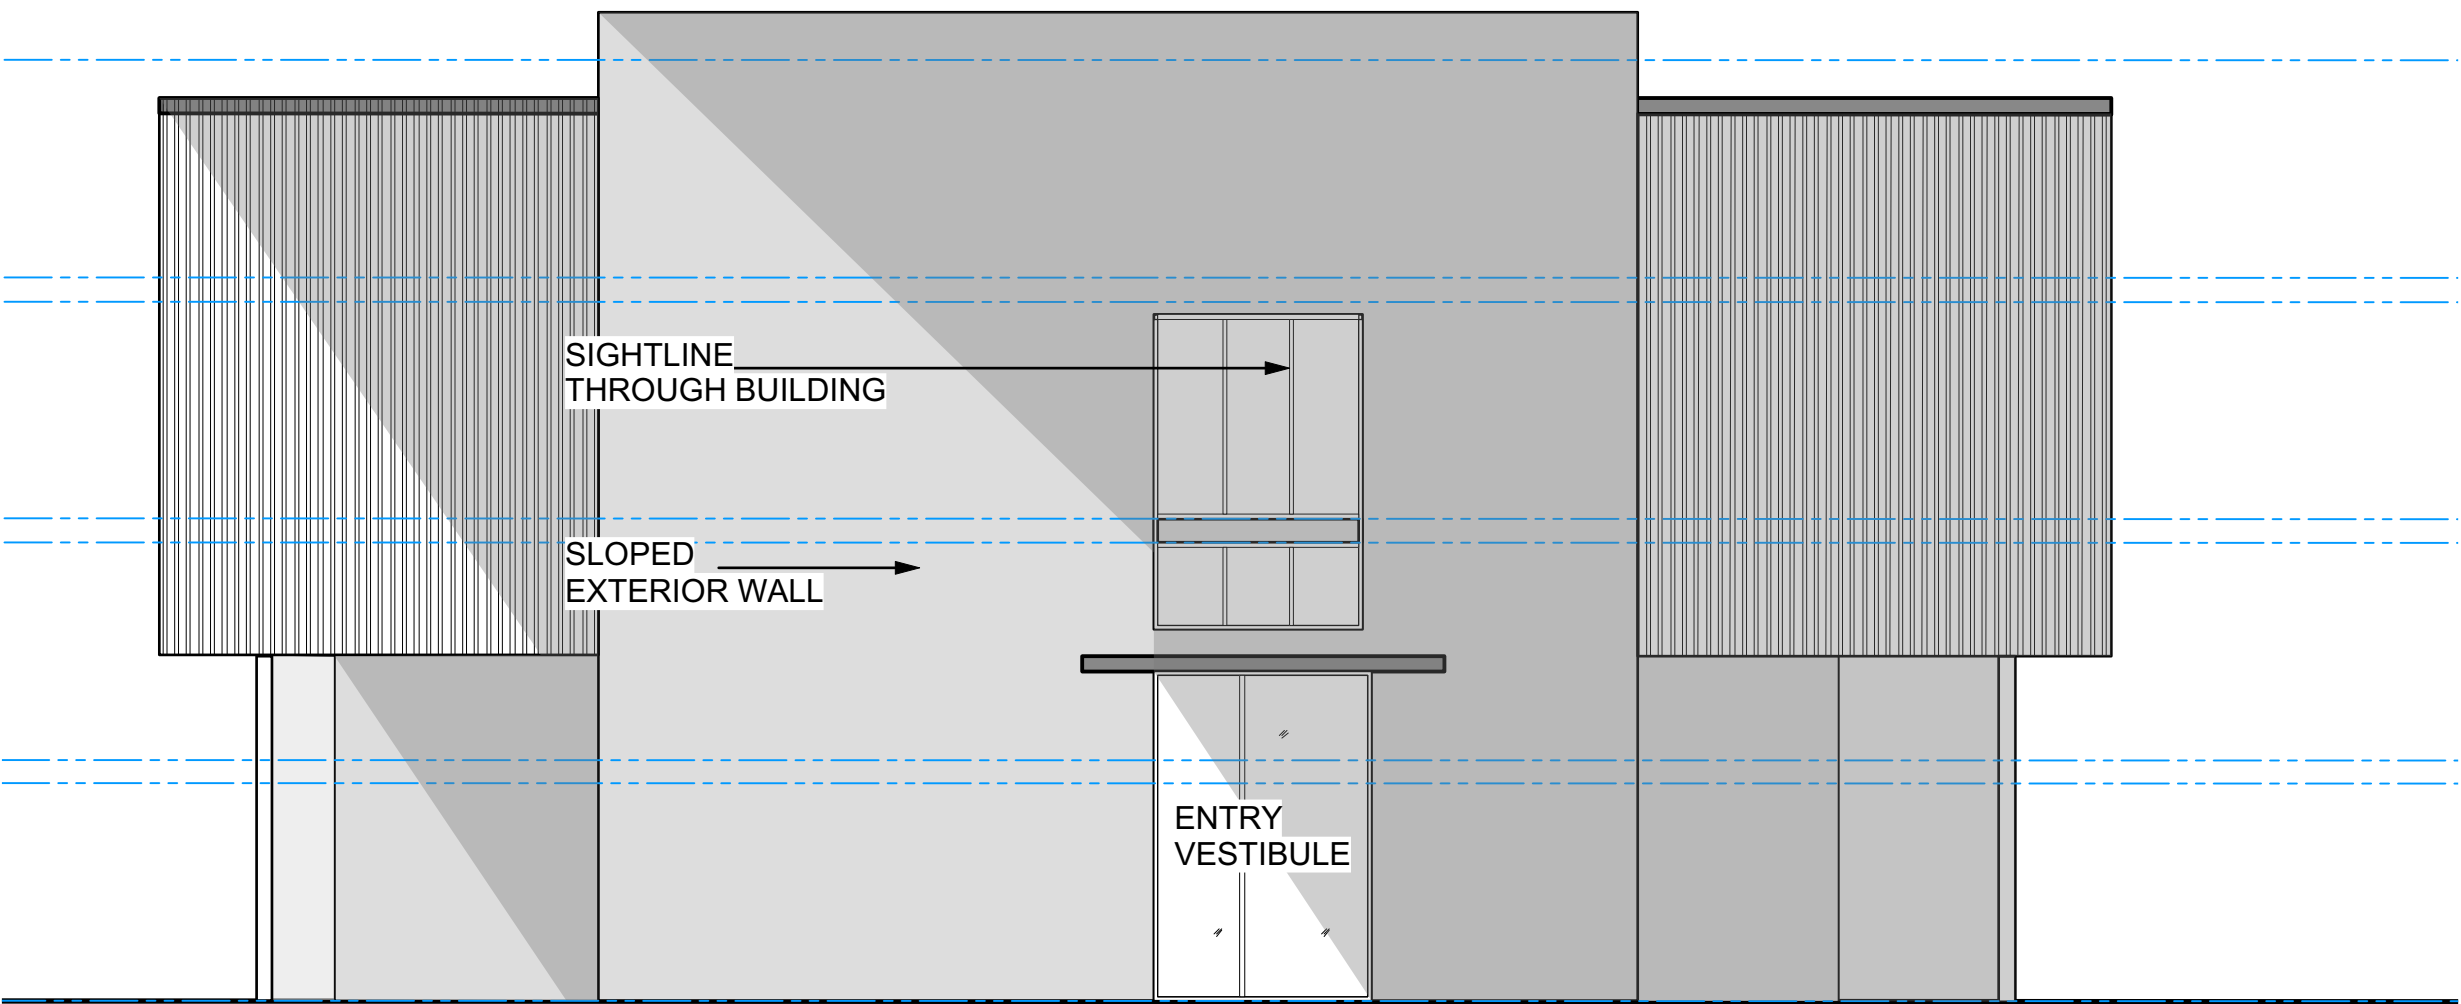 SIGHTLINE
THROUGH BUILDING
SLOPED
EXTERIOR WALL
ENTRY
VESTIBULE